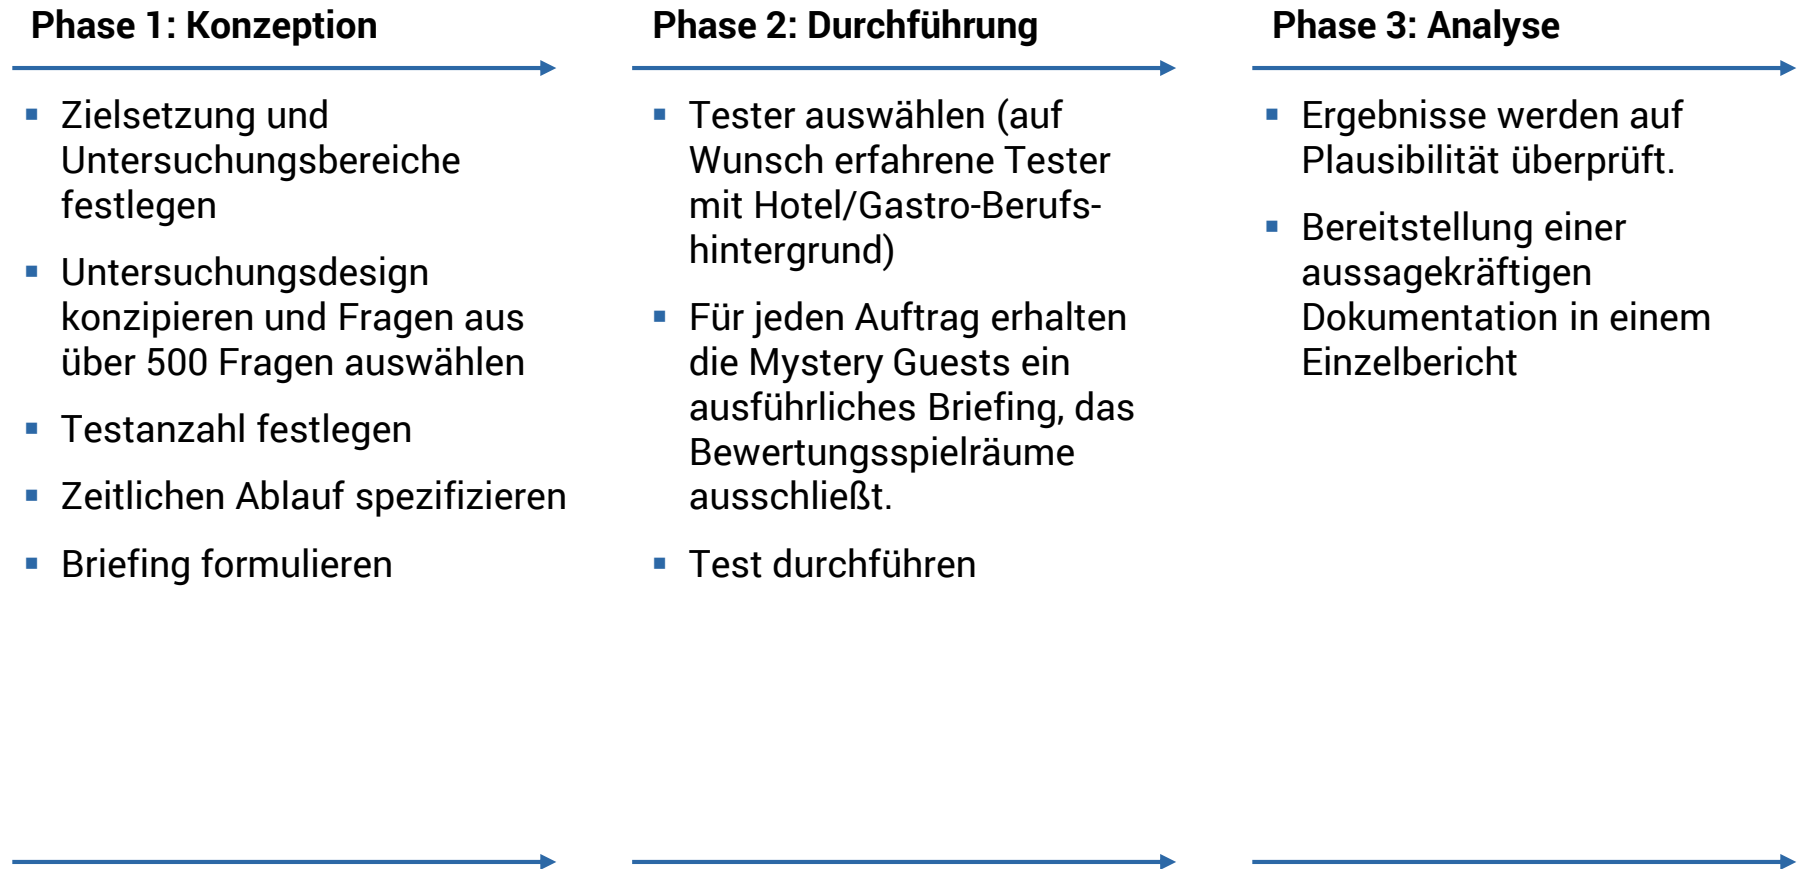 Phase 1: Konzeption
Zielsetzung und
Untersuchungsbereiche
festlegen
Untersuchungsdesign
konzipieren und Fragen aus
über 500 Fragen auswählen
Testanzahl festlegen
Zeitlichen Ablauf spezifizieren
Briefing formulieren
Phase 2: Durchführung
Tester auswählen (auf
Wunsch erfahrene Tester
mit Hotel/Gastro-Berufs-
hintergrund)
Für jeden Auftrag erhalten
die Mystery Guests ein
ausführliches Briefing, das
Bewertungsspielräume
ausschließt.
Test durchführen
Phase 3: Analyse
Ergebnisse werden auf
Plausibilität überprüft.
Bereitstellung einer
aussagekräftigen
Dokumentation in einem
Einzelbericht